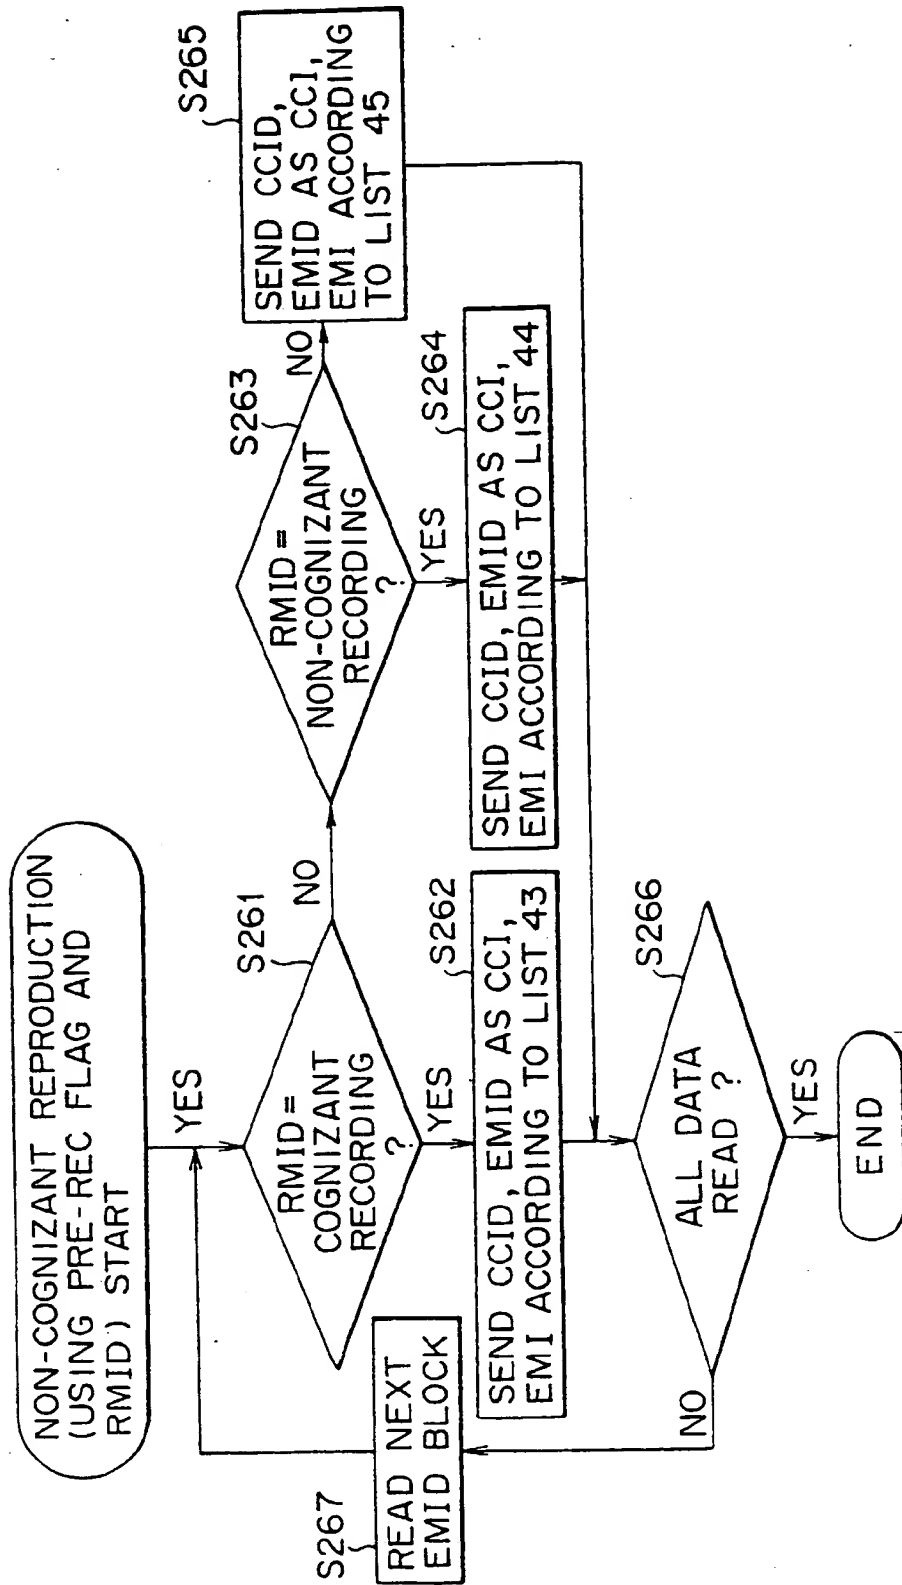 NON-COGNIZANT REPRODUCTION
(USING PRE-REC FLAG AND
RMID) START
YES
S261
RMID=
COGNIZANT
RECORDING
?
NO
YES
S262
SEND CCID, EMID AS CCI,
EMI ACCORDING TO LIST 43
S263
RMID=
NON-COGNIZANT
RECORDING
?
NO
YES
S264
SEND CCID, EMID AS CCI,
EMI ACCORDING TO LIST 44
S265
SEND CCID,
EMID AS CCI,
EMI ACCORDING
TO LIST 45
S266
ALL DATA
READ ?
NO
YES
S267
READ NEXT
EMID BLOCK
END